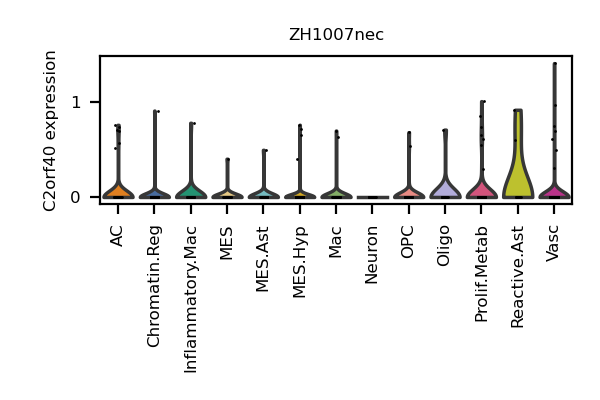 ZH1007nec
C2orf40 expression
1
0
AC
Chromatin.Reg
Inflammatory.Mac
MES
MES.Ast
MES.Hyp
Mac
Neuron
OPC
Oligo
Prolif.Metab
Reactive.Ast
Vasc